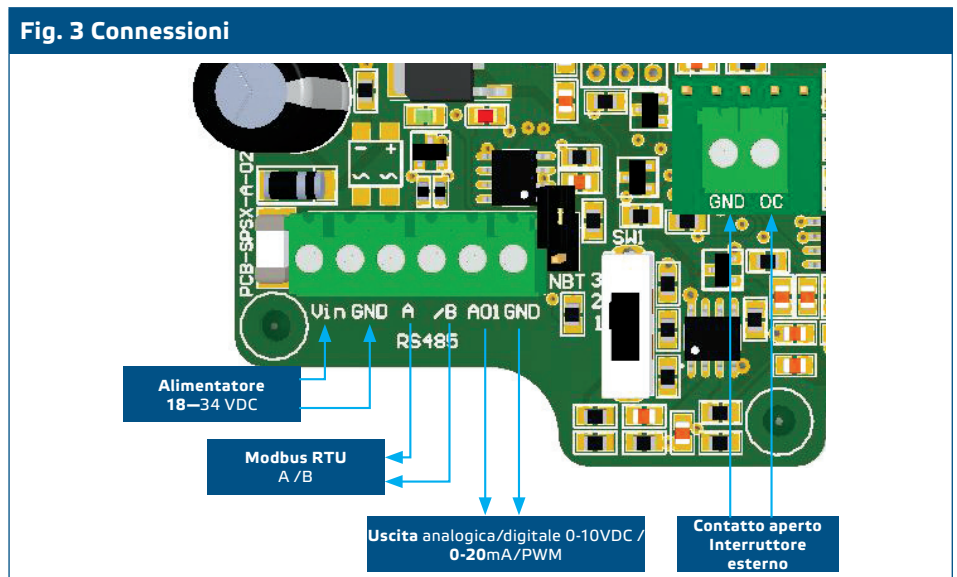 Fig. 3 Connessioni
PCB-SPSX-A-02
- +
GND OC
SW1
NBT 3
2
1
Vin GND A /B AO1 GND
RS485
Alimentatore
18—34 VDC
Modbus RTU
A /B
Uscita analogica/digitale 0-10VDC /
0-20mA/PWM
Contatto aperto
Interruttore
esterno